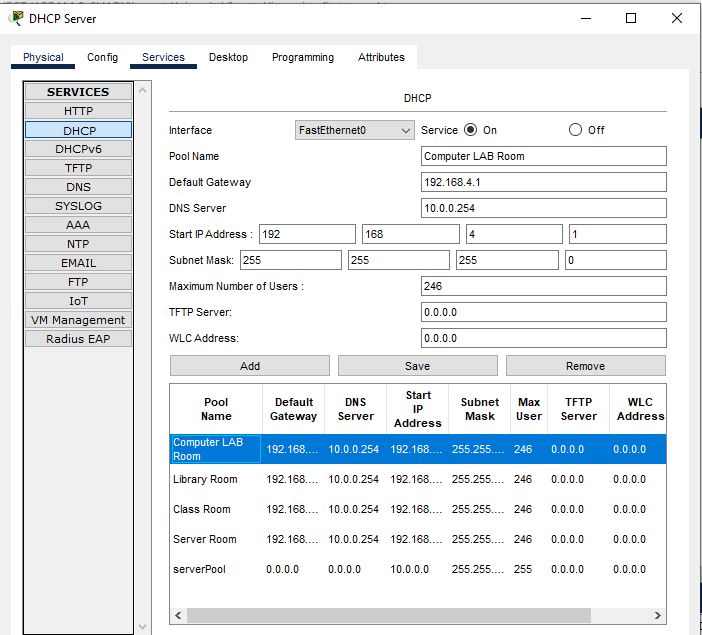 DHCP Server
Physical Config Services Desktop Programming Attributes
SERVICES
HTTP
DHCP
DHCPv6
TFTP
DNS
SYSLOG
AAA
NTP
EMAIL
FTP
IoT
VM Management
Radius EAP
DHCP
Interface FastEthernet0 Service On Off
Pool Name Computer LAB Room
Default Gateway 192.168.4.1
DNS Server 10.0.0.254
Start IP Address : 192 168 4 1
Subnet Mask: 255 255 255 0
Maximum Number of Users : 246
TFTP Server: 0.0.0.0
WLC Address: 0.0.0.0
Add Save Remove
Pool Name Default Gateway DNS Server Start IP Address Subnet Mask Max User TFTP Server WLC Address
Computer LAB Room 192.168.... 10.0.0.254 192.168.... 255.255.... 246 0.0.0.0 0.0.0.0
Library Room 192.168.... 10.0.0.254 192.168.... 255.255.... 246 0.0.0.0 0.0.0.0
Class Room 192.168.... 10.0.0.254 192.168.... 255.255.... 246 0.0.0.0 0.0.0.0
Server Room 192.168.... 10.0.0.254 192.168.... 255.255.... 246 0.0.0.0 0.0.0.0
serverPool 0.0.0.0 0.0.0.0 10.0.0.0 255.255.... 255 0.0.0.0 0.0.0.0